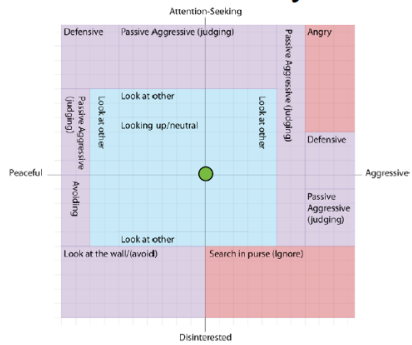 Attention-Seeking
Defensive
Passive Aggressive (judging)
Passive Aggressive (judging)
Angry
Look at other
Looking up/neutral
Passive Aggressive
(judging)
Look at other
Look at other
Defensive
Peaceful
Aggressive
Avoiding
Passive
Aggressive
(judging)
Look at other
Look at the wall/(avoid)
Search in purse (Ignore)
Disinterested